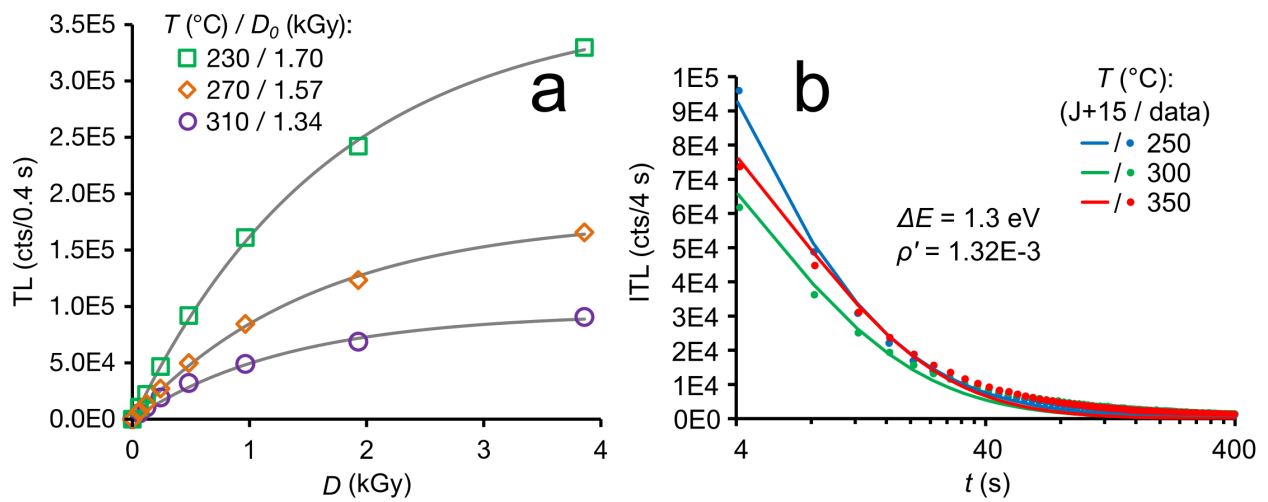 a
T (°C) / D₀ (kGy):
230 / 1.70
270 / 1.57
310 / 1.34
TL (cts/0.4 s)
3.5E5
3.0E5
2.5E5
2.0E5
1.5E5
1.0E5
5.0E4
0.0E0
0 1 2 3 4
D (kGy)
b
T (°C):
(J+15 / data)
/ 250
/ 300
/ 350
ΔE = 1.3 eV
ρ′ = 1.32E-3
ITL (cts/4 s)
1E5
9E4
8E4
7E4
6E4
5E4
4E4
3E4
2E4
1E4
0E0
4 40 400
t (s)